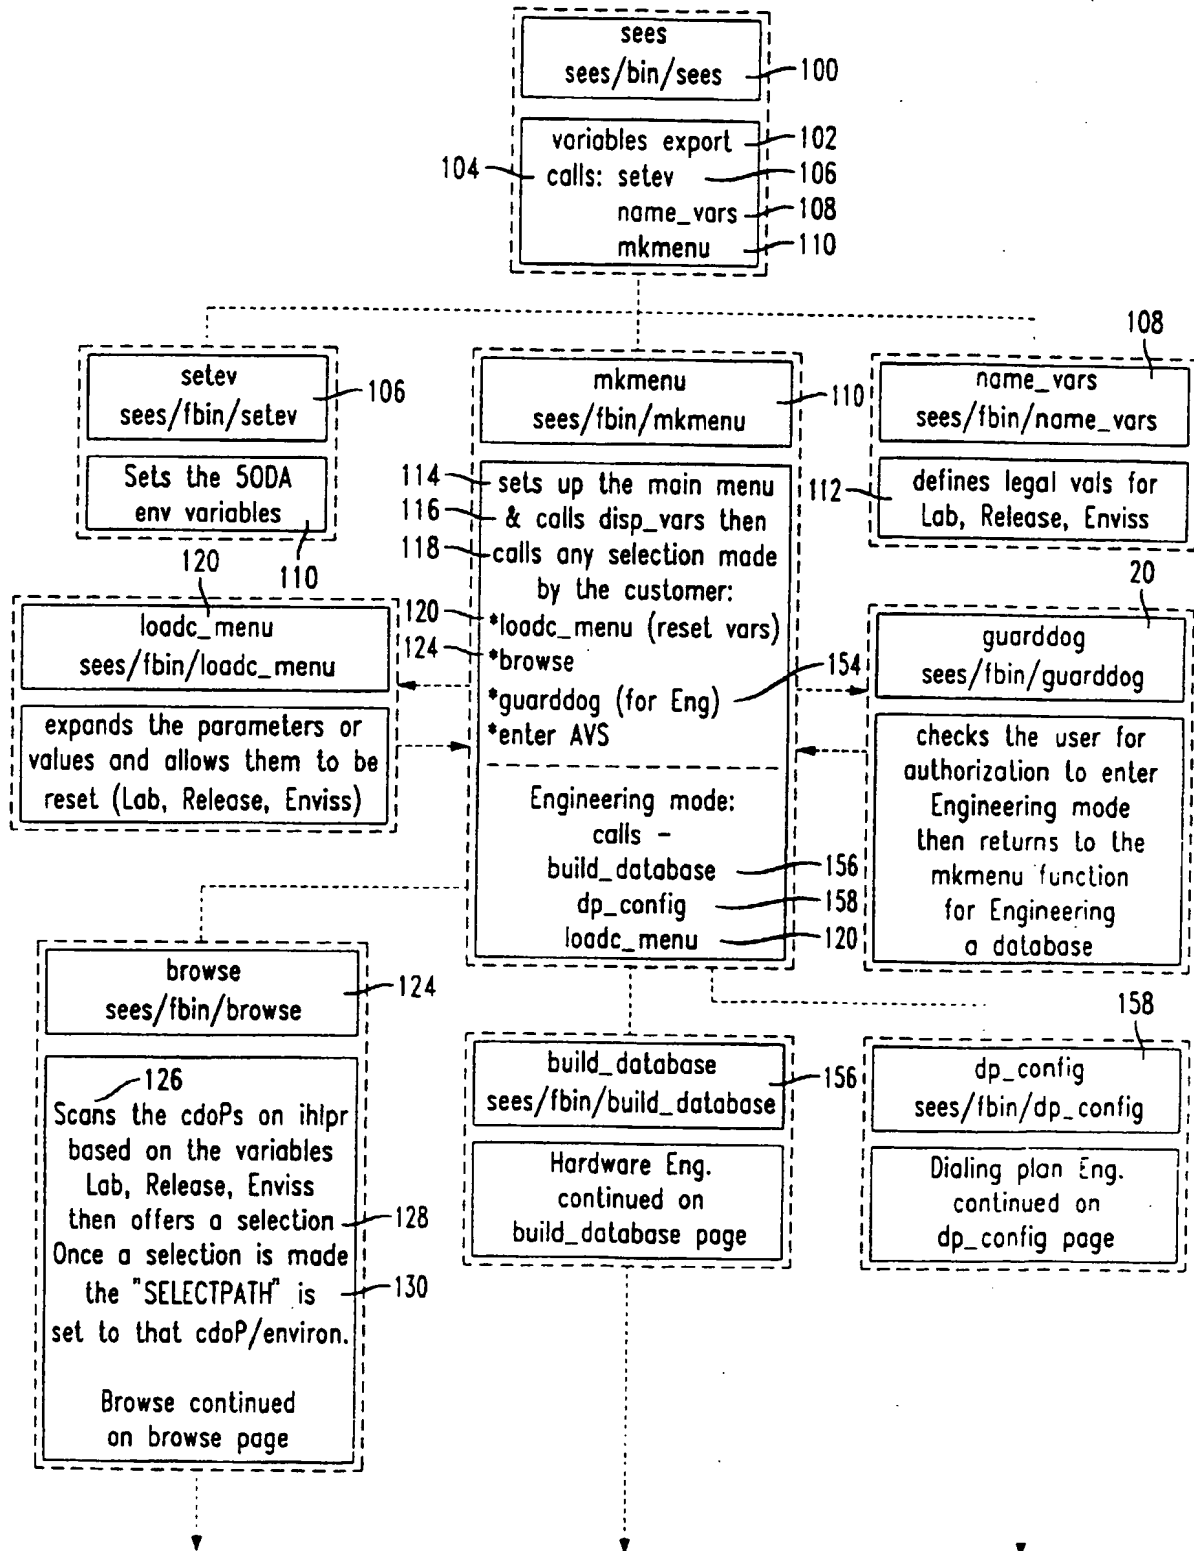 sees
sees/bin/sees
100
variables export
102
104
calls: setev
106
name_vars
108
mkmenu
110
setev
sees/fbin/setev
106
Sets the 5ODA
env variables
110
mkmenu
sees/fbin/mkmenu
110
108
name_vars
sees/fbin/name_vars
112
defines legal vals for
Lab, Release, Enviss
114
sets up the main menu
116
& calls disp_vars then
118
calls any selection made
by the customer:
120
*loadc_menu (reset vars)
124
*browse
*guarddog (for Eng)
154
*enter AVS
Engineering mode:
calls -
build_database
156
dp_config
158
loadc_menu
120
120
loadc_menu
sees/fbin/loadc_menu
expands the parameters or
values and allows them to be
reset (Lab, Release, Enviss)
20
guarddog
sees/fbin/guarddog
checks the user for
authorization to enter
Engineering mode
then returns to the
mkmenu function
for Engineering
a database
browse
sees/fbin/browse
124
126
Scans the cdoPs on ihlpr
based on the variables
Lab, Release, Enviss
then offers a selection
128
Once a selection is made
the "SELECTPATH" is
130
set to that cdoP/environ.
Browse continued
on browse page
build_database
sees/fbin/build_database
156
Hardware Eng.
continued on
build_database page
158
dp_config
sees/fbin/dp_config
Dialing plan Eng.
continued on
dp_config page